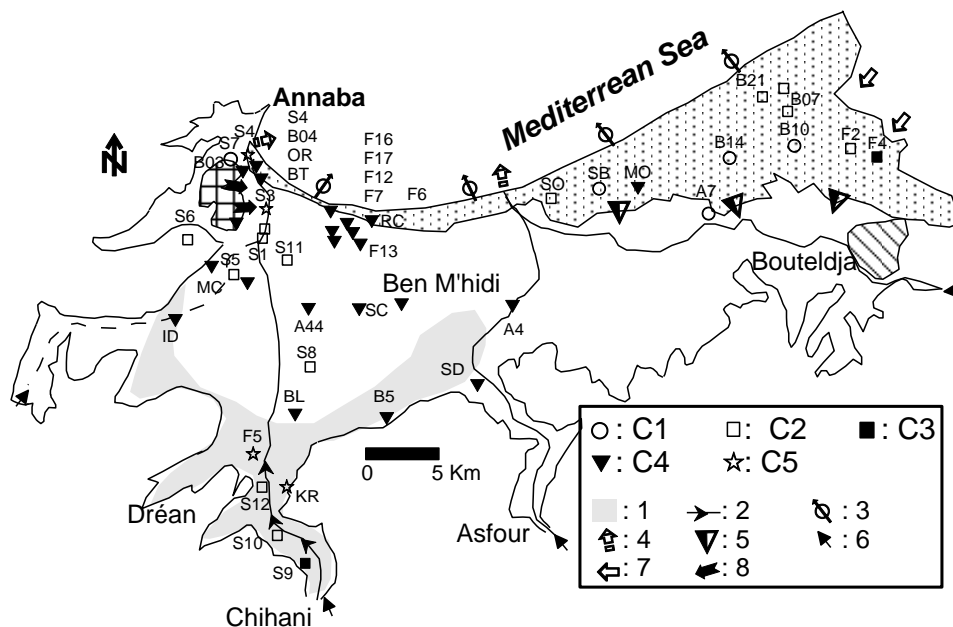 Mediterrean Sea
Annaba
N
S4
B04
OR
BT
F16
F17
F12
F7
F6
S4
S7
B03
S3
S6
S1
S11
S5
MC
ID
RC
F13
Ben M'hidi
A44
SC
A4
S8
SD
BL
B5
F5
KR
S12
S10
S9
Dréan
Chihani
Asfour
0 5 Km
B21
B07
B10
B14
F2
F4
SO
SB
MO
A7
Bouteldja
: C1 : C2 : C3
: C4 : C5
: 1 : 2 : 3
: 4 : 5 : 6
: 7 : 8